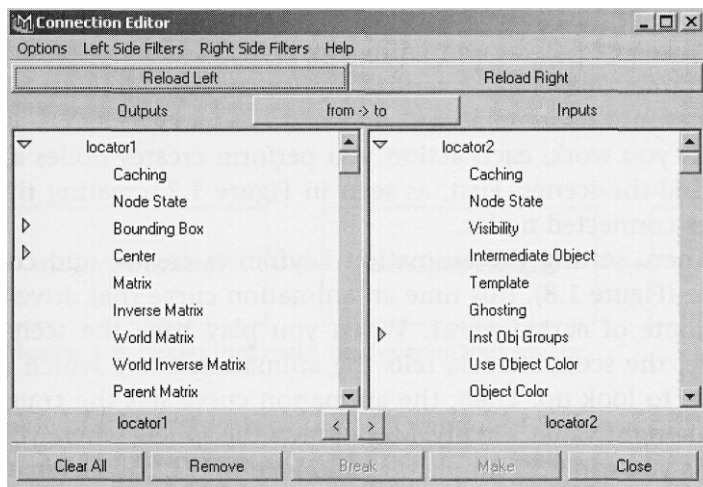 Connection Editor
Options Left Side Filters Right Side Filters Help
Reload Left Reload Right
Outputs from -> to Inputs
locator1
Caching
Node State
Bounding Box
Center
Matrix
Inverse Matrix
World Matrix
World Inverse Matrix
Parent Matrix
locator2
Caching
Node State
Visibility
Intermediate Object
Template
Ghosting
Inst Obj Groups
Use Object Color
Object Color
locator1 < > locator2
Clear All Remove Break Make Close